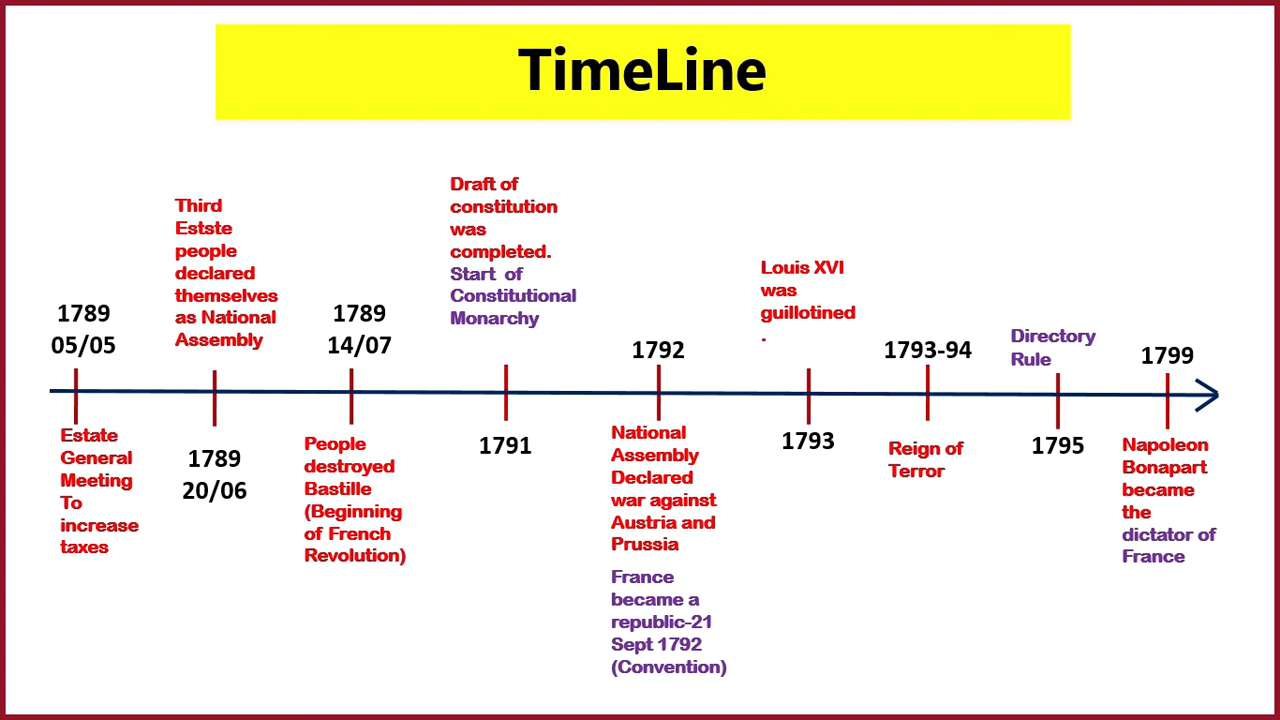 TimeLine
1789
05/05
Estate
General
Meeting
To
increase
taxes
Third
Estste
people
declared
themselves
as National
Assembly
1789
20/06
1789
14/07
People
destroyed
Bastille
(Beginning
of French
Revolution)
Draft of
constitution
was
completed.
Start of
Constitutional
Monarchy
1791
1792
National
Assembly
Declared
war against
Austria and
Prussia
France
became a
republic-21
Sept 1792
(Convention)
Louis XVI
was
guillotined
.
1793
1793-94
Reign of
Terror
Directory
Rule
1795
1799
Napoleon
Bonapart
became
the
dictator of
France